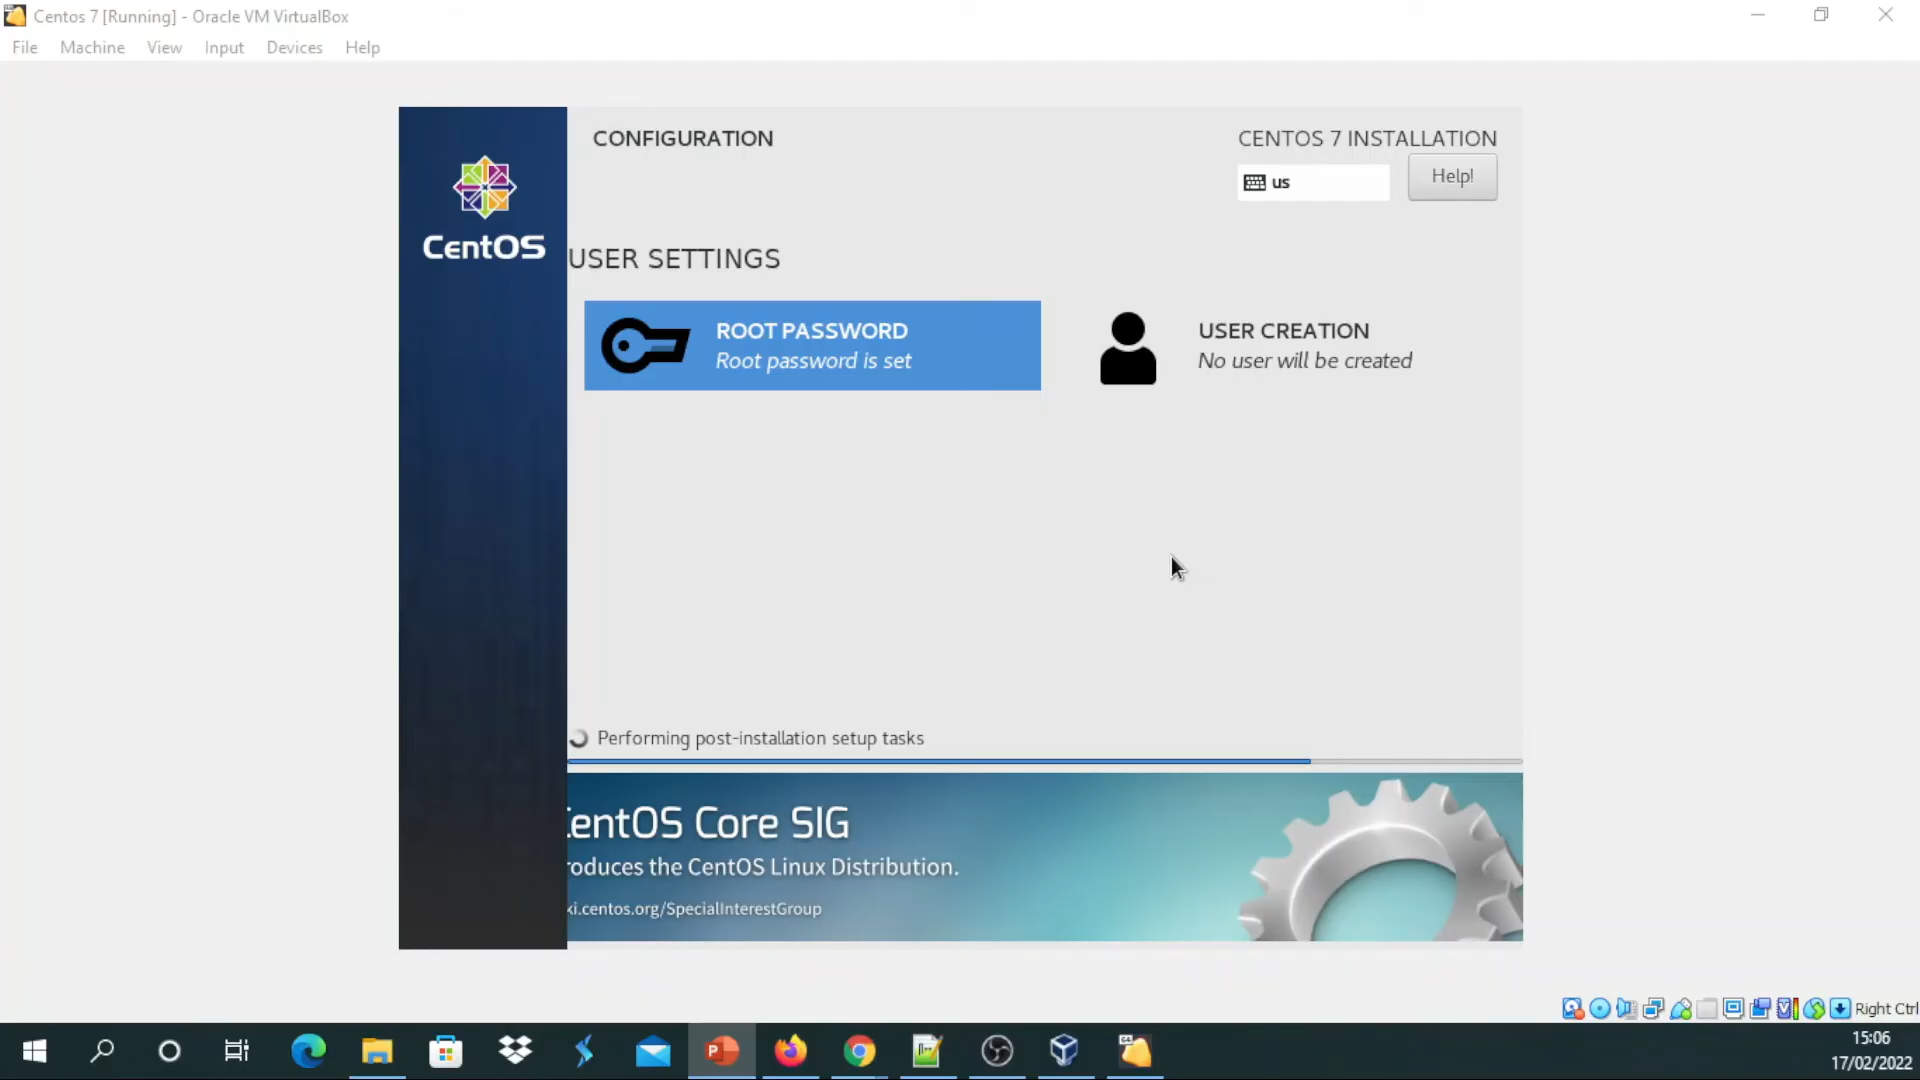 Centos 7 [Running] - Oracle VM VirtualBox
File Machine View Input Devices Help
CentOS
CONFIGURATION
CENTOS 7 INSTALLATION
us
Help!
USER SETTINGS
ROOT PASSWORD
Root password is set
USER CREATION
No user will be created
Performing post-installation setup tasks
entOS Core SIG
roduces the CentOS Linux Distribution.
ki.centos.org/SpecialInterestGroup
Right Ctrl
15:06
17/02/2022